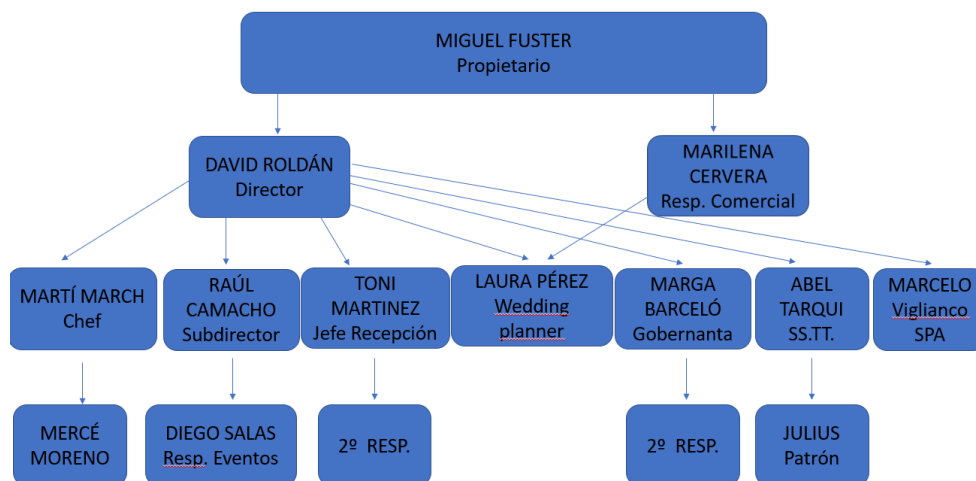 MIGUEL FUSTER
Propietario
DAVID ROLDÁN
Director
MARILENA
CERVERA
Resp. Comercial
MARTÍ MARCH
Chef
RAÚL
CAMACHO
Subdirector
TONI
MARTINEZ
Jefe Recepción
LAURA PÉREZ
Wedding
planner
MARGA
BARCELÓ
Gobernanta
ABEL
TARQUI
SS.TT.
MARCELO
Viglianco
SPA
MERCÉ
MORENO
DIEGO SALAS
Resp. Eventos
2º RESP.
2º RESP.
JULIUS
Patrón